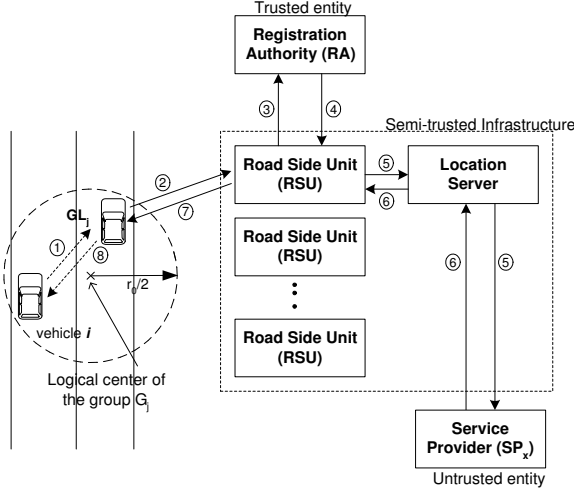 Trusted entity
Registration
Authority (RA)
③
④
Semi-trusted Infrastructure
Road Side Unit
(RSU)
⑤
⑥
Location
Server
②
⑦
GLj
①
⑧
Road Side Unit
(RSU)
r0/2
vehicle i
⑥
⑤
Road Side Unit
(RSU)
Logical center of
the group Gj
Service
Provider (SPx)
Untrusted entity